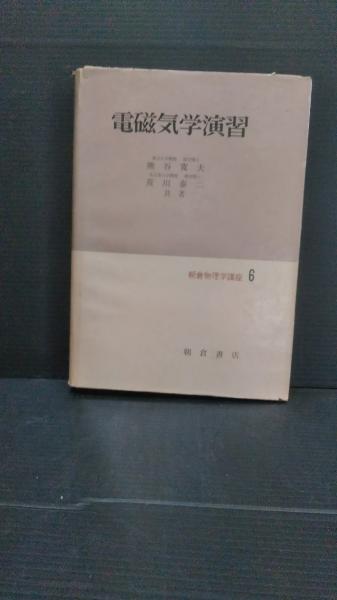 電磁気学演習
熊谷寛夫
荒川泰二
共著
朝倉物理学講座 6
朝倉書店